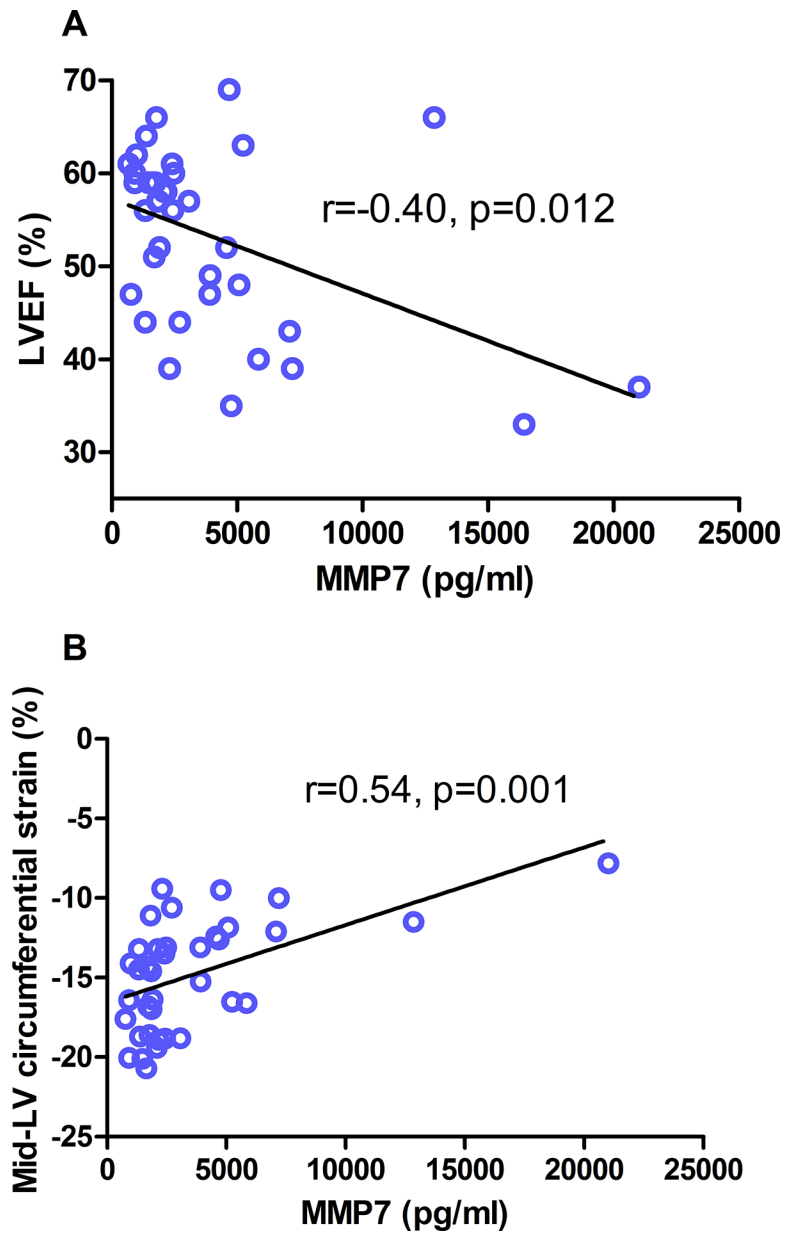 A
70
60
50
40
30
LVEF (%)
r=-0.40, p=0.012
0 5000 10000 15000 20000 25000
MMP7 (pg/ml)
B
0
-5
-10
-15
-20
-25
Mid-LV circumferential strain (%)
r=0.54, p=0.001
0 5000 10000 15000 20000 25000
MMP7 (pg/ml)